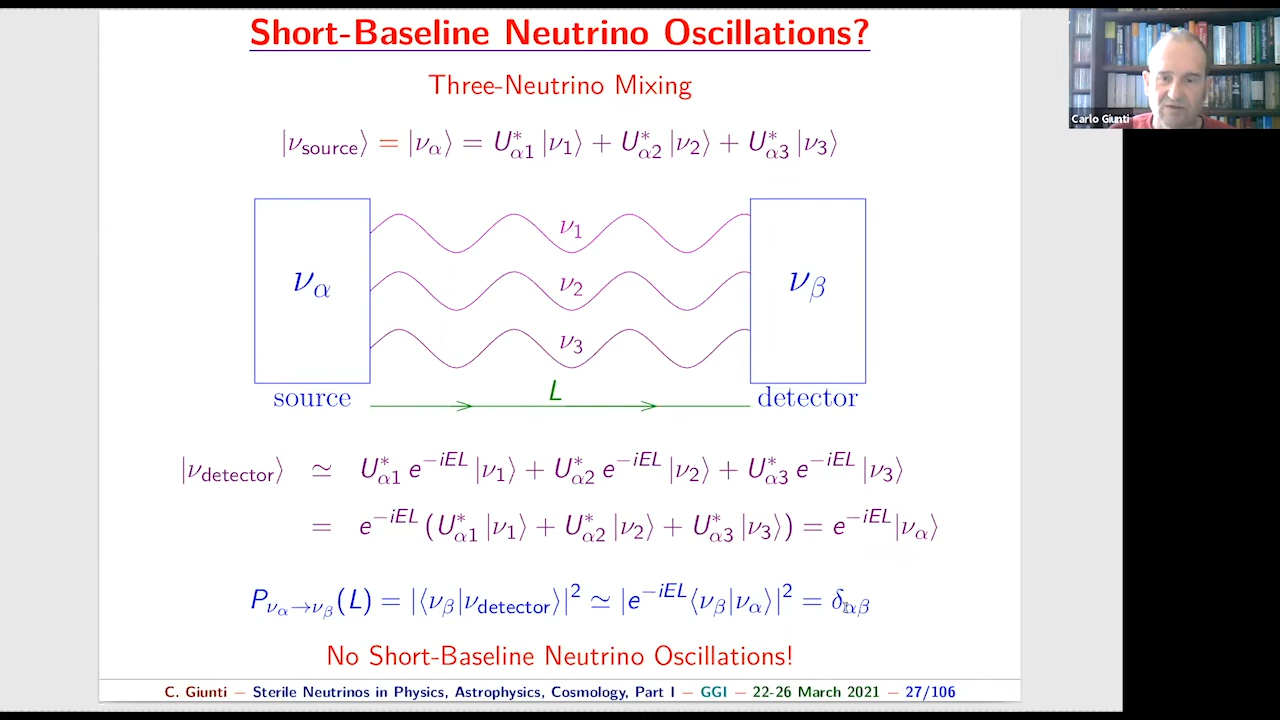 Short-Baseline Neutrino Oscillations?
Carlo Giunti
Three-Neutrino Mixing
|ν_source⟩ = |ν_α⟩ = U*_α1 |ν_1⟩ + U*_α2 |ν_2⟩ + U*_α3 |ν_3⟩
ν_1
ν_α
ν_2
ν_β
ν_3
L
source
detector
|ν_detector⟩ ≃ U*_α1 e^{−iEL} |ν_1⟩ + U*_α2 e^{−iEL} |ν_2⟩ + U*_α3 e^{−iEL} |ν_3⟩
= e^{−iEL} (U*_α1 |ν_1⟩ + U*_α2 |ν_2⟩ + U*_α3 |ν_3⟩) = e^{−iEL}|ν_α⟩
P_{ν_α→ν_β}(L) = |⟨ν_β|ν_detector⟩|² ≃ |e^{−iEL}⟨ν_β|ν_α⟩|² = δ_αβ
No Short-Baseline Neutrino Oscillations!
C. Giunti − Sterile Neutrinos in Physics, Astrophysics, Cosmology, Part I − GGI − 22-26 March 2021 − 27/106